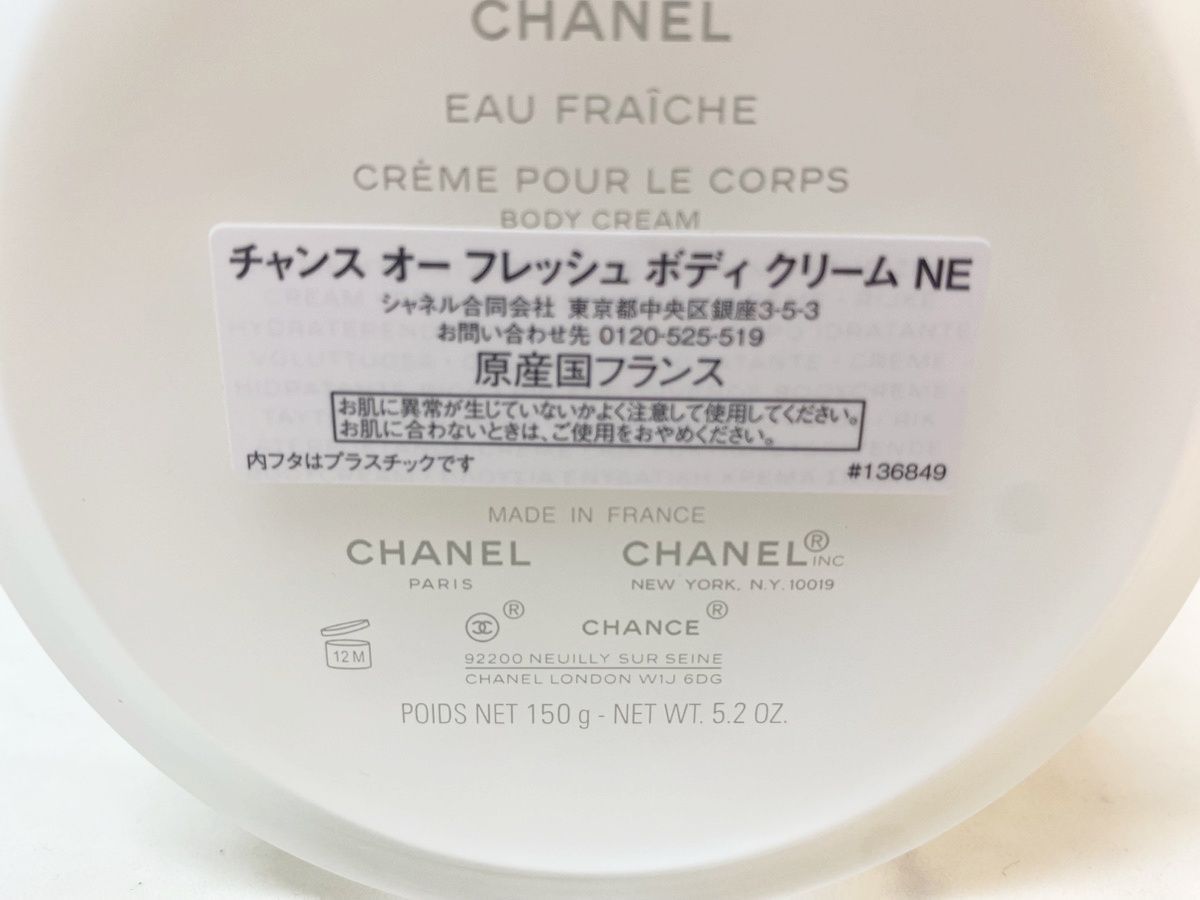 CHANEL
EAU FRAÎCHE
CRÈME POUR LE CORPS
BODY CREAM
チャンス オー フレッシュ ボディ クリーム NE
シャネル合同会社 東京都中央区銀座3-5-3
お問い合わせ先 0120-525-519
原産国フランス
お肌に異常が生じていないかよく注意して使用してください。
お肌に合わないときは、ご使用をおやめください。
内フタはプラスチックです #136849
MADE IN FRANCE
CHANEL CHANEL® INC
PARIS NEW YORK, N.Y. 10019
® CHANCE®
12 M
92200 NEUILLY SUR SEINE
CHANEL LONDON W1J 6DG
POIDS NET 150 g - NET WT. 5.2 OZ.